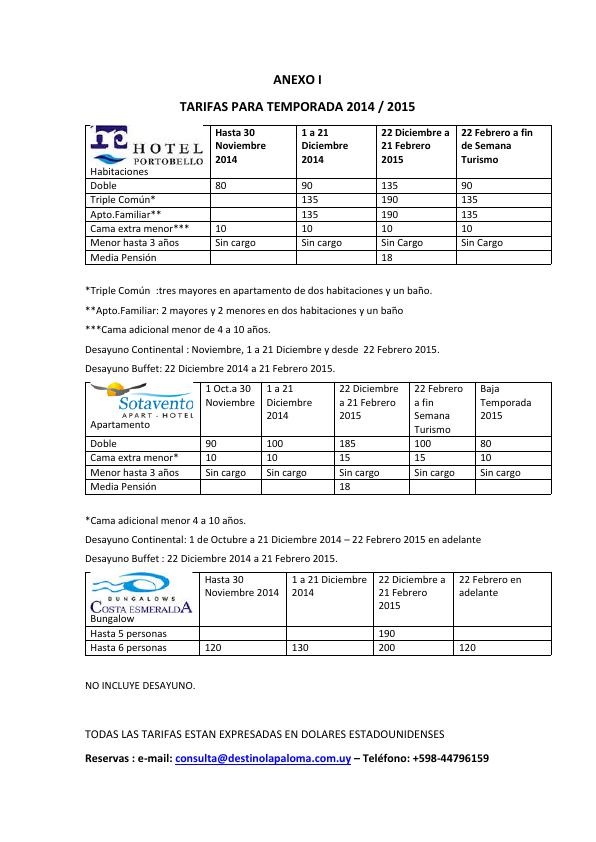 ANEXO I
TARIFAS PARA TEMPORADA 2014 / 2015
HOTEL
PORTOBELLO
Habitaciones
Hasta 30 Noviembre 2014
1 a 21 Diciembre 2014
22 Diciembre a 21 Febrero 2015
22 Febrero a fin de Semana Turismo
Doble 80 90 135 90
Triple Común* 135 190 135
Apto.Familiar** 135 190 135
Cama extra menor*** 10 10 10 10
Menor hasta 3 años Sin cargo Sin cargo Sin Cargo Sin Cargo
Media Pensión 18
*Triple Común :tres mayores en apartamento de dos habitaciones y un baño.
**Apto.Familiar: 2 mayores y 2 menores en dos habitaciones y un baño
***Cama adicional menor de 4 a 10 años.
Desayuno Continental : Noviembre, 1 a 21 Diciembre y desde 22 Febrero 2015.
Desayuno Buffet: 22 Diciembre 2014 a 21 Febrero 2015.
Sotavento
APART - HOTEL
Apartamento
1 Oct.a 30 Noviembre
1 a 21 Diciembre 2014
22 Diciembre a 21 Febrero 2015
22 Febrero a fin Semana Turismo
Baja Temporada 2015
Doble 90 100 185 100 80
Cama extra menor* 10 10 15 15 10
Menor hasta 3 años Sin cargo Sin cargo Sin cargo Sin cargo Sin cargo
Media Pensión 18
*Cama adicional menor 4 a 10 años.
Desayuno Continental: 1 de Octubre a 21 Diciembre 2014 – 22 Febrero 2015 en adelante
Desayuno Buffet : 22 Diciembre 2014 a 21 Febrero 2015.
BUNGALOWS
COSTA ESMERALDA
Bungalow
Hasta 30 Noviembre 2014
1 a 21 Diciembre 2014
22 Diciembre a 21 Febrero 2015
22 Febrero en adelante
Hasta 5 personas 190
Hasta 6 personas 120 130 200 120
NO INCLUYE DESAYUNO.
TODAS LAS TARIFAS ESTAN EXPRESADAS EN DOLARES ESTADOUNIDENSES
Reservas : e-mail: consulta@destinolapaloma.com.uy – Teléfono: +598-44796159